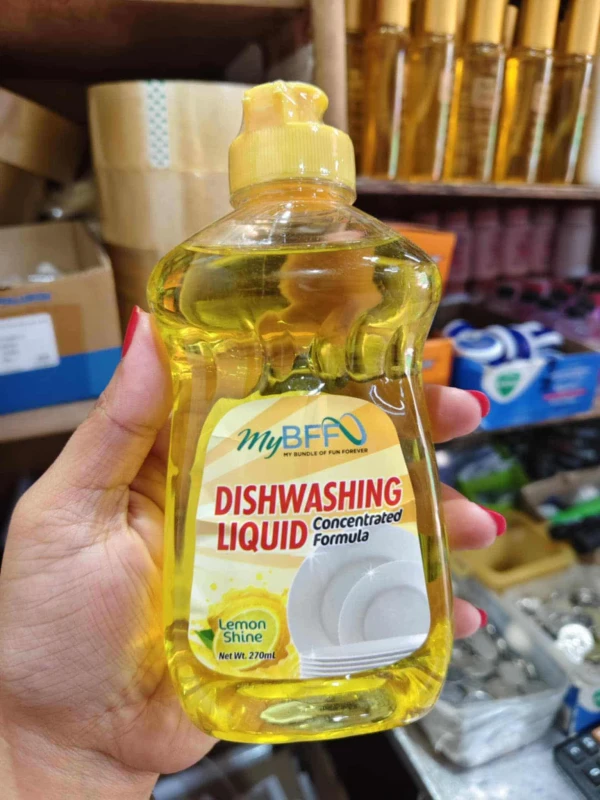 MyBFF
MY BUNDLE OF FUN FOREVER
DISHWASHING
LIQUID Concentrated
Formula
Lemon
Shine
Net Wt. 270mL